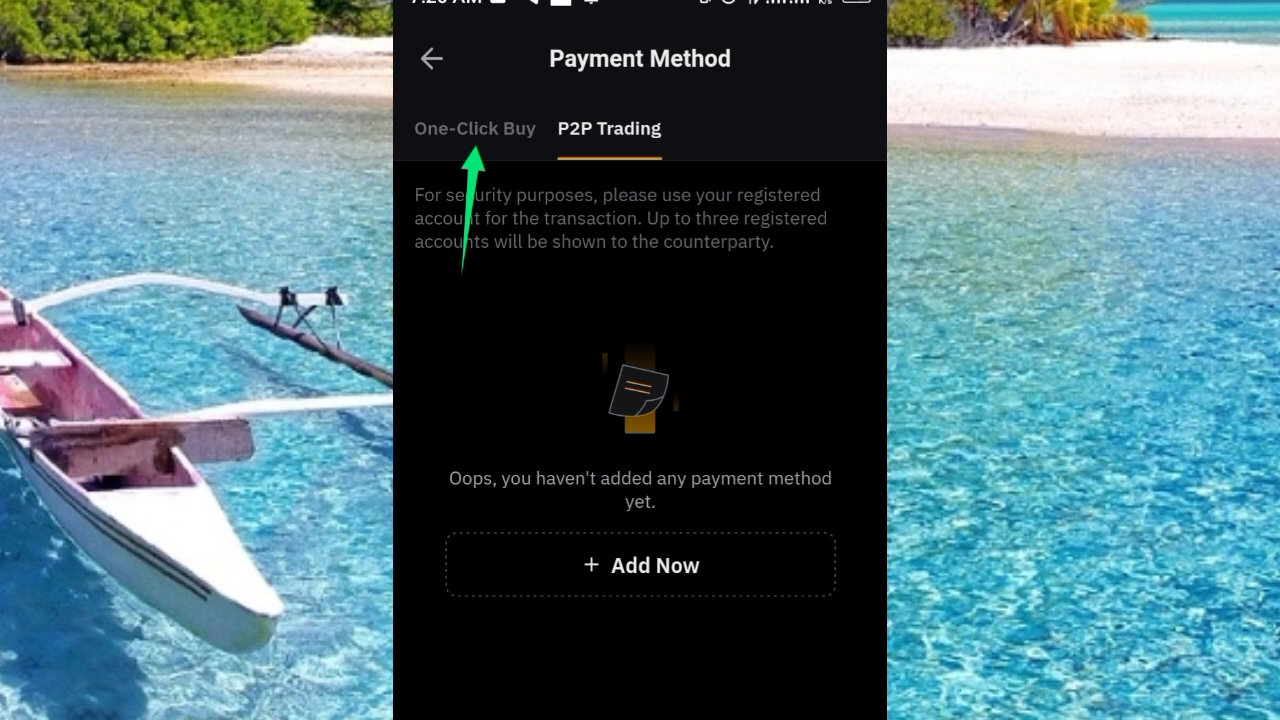 Payment Method
One-Click Buy P2P Trading
For security purposes, please use your registered
account for the transaction. Up to three registered
accounts will be shown to the counterparty.
Oops, you haven't added any payment method
yet.
+ Add Now